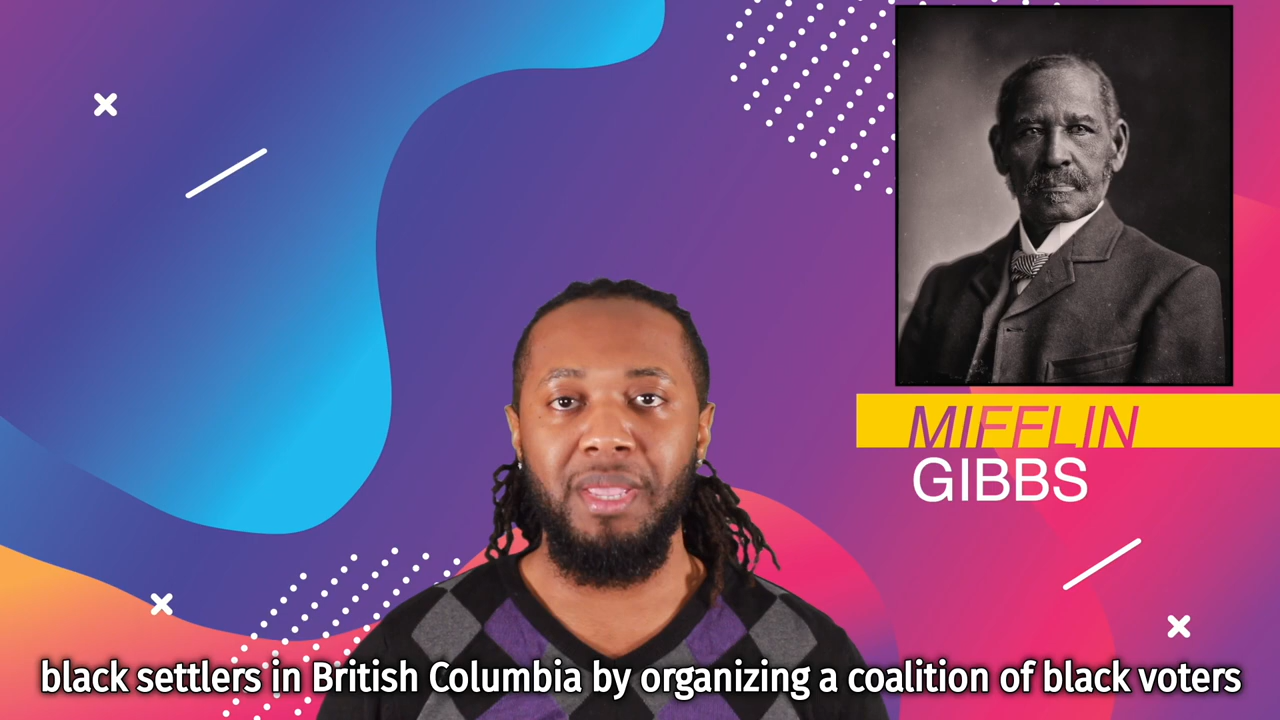 MIFFLIN
GIBBS
black settlers in British Columbia by organizing a coalition of black voters